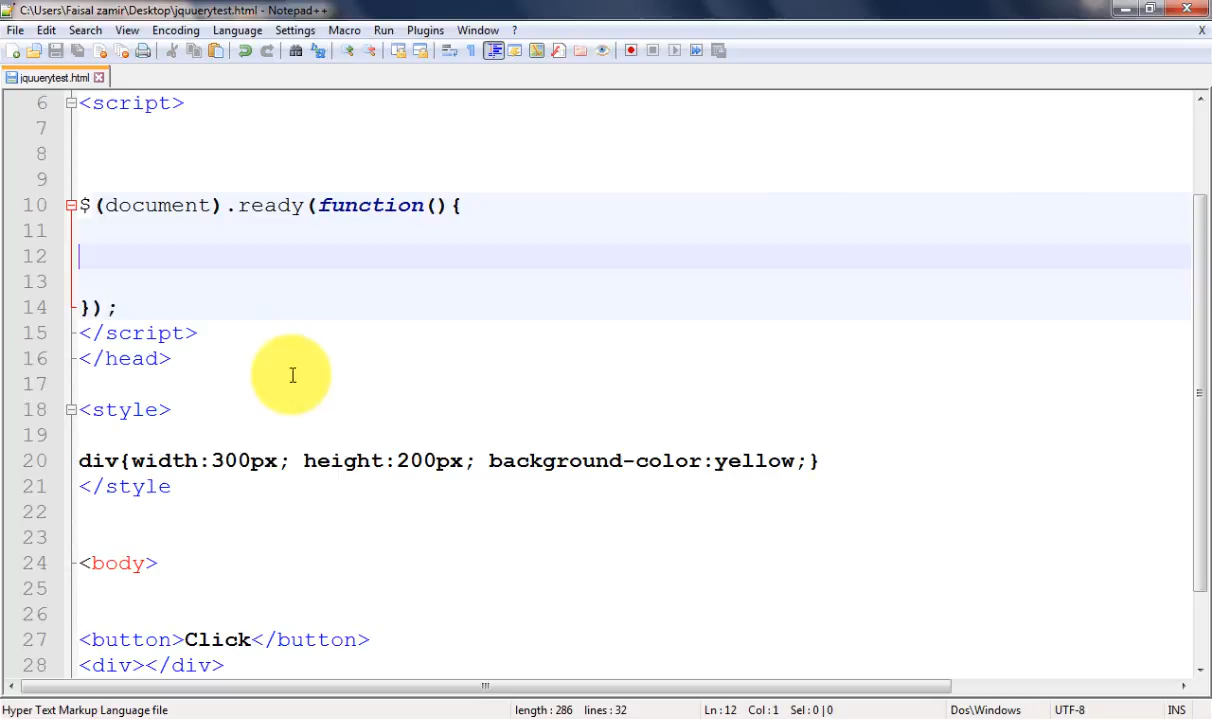 C:\Users\Faisal zamir\Desktop\jquuerytest.html - Notepad++
File Edit Search View Encoding Language Settings Macro Run Plugins Window ? X
jquuerytest.html
6 <script>
7
8
9
10 $(document).ready(function(){
11
12
13
14 });
15 </script>
16 </head>
17
18 <style>
19
20 div{width:300px; height:200px; background-color:yellow;}
21 </style
22
23
24 <body>
25
26
27 <button>Click</button>
28 <div></div>
Hyper Text Markup Language file length : 286 lines : 32 Ln : 12 Col : 1 Sel : 0 | 0 Dos\Windows UTF-8 INS